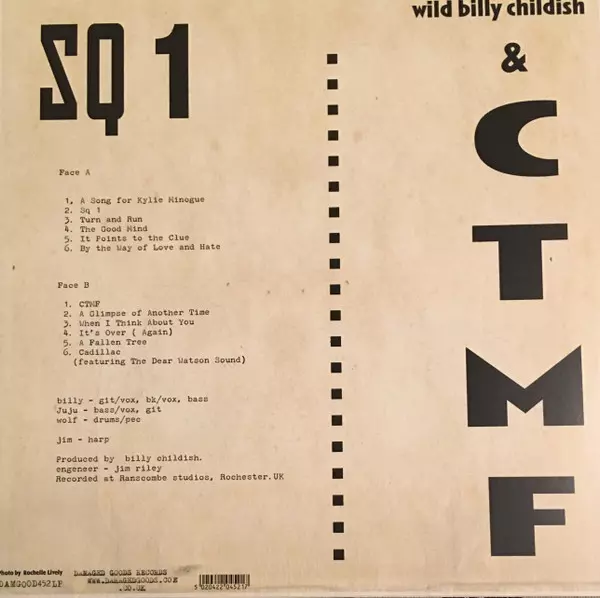 wild billy childish
&
CTMF
SQ 1
Face A
1, A Song for Kylie Minogue
2. Sq 1
3. Turn and Run
4. The Good Mind
5. It Points to the Clue
6. By the Way of Love and Hate
Face B
1. CTMF
2. A Glimpse of Another Time
3. When I Think About You
4. It's Over ( Again)
5. A Fallen Tree
6. Cadillac
(featuring The Dear Watson Sound)
billy - git/vox, bk/vox, bass
Juju - bass/vox, git
wolf - drums/pec
jim - harp
Produced by billy childish.
engeneer - jim riley
Recorded at Ranscombe studios, Rochester.UK
Photo by Rochelle Lively
DAMGOOD452LP
DAMAGED GOODS RECORDS
WWW.DAMAGEDGOODS.COM
.CO.UK
5020422045217